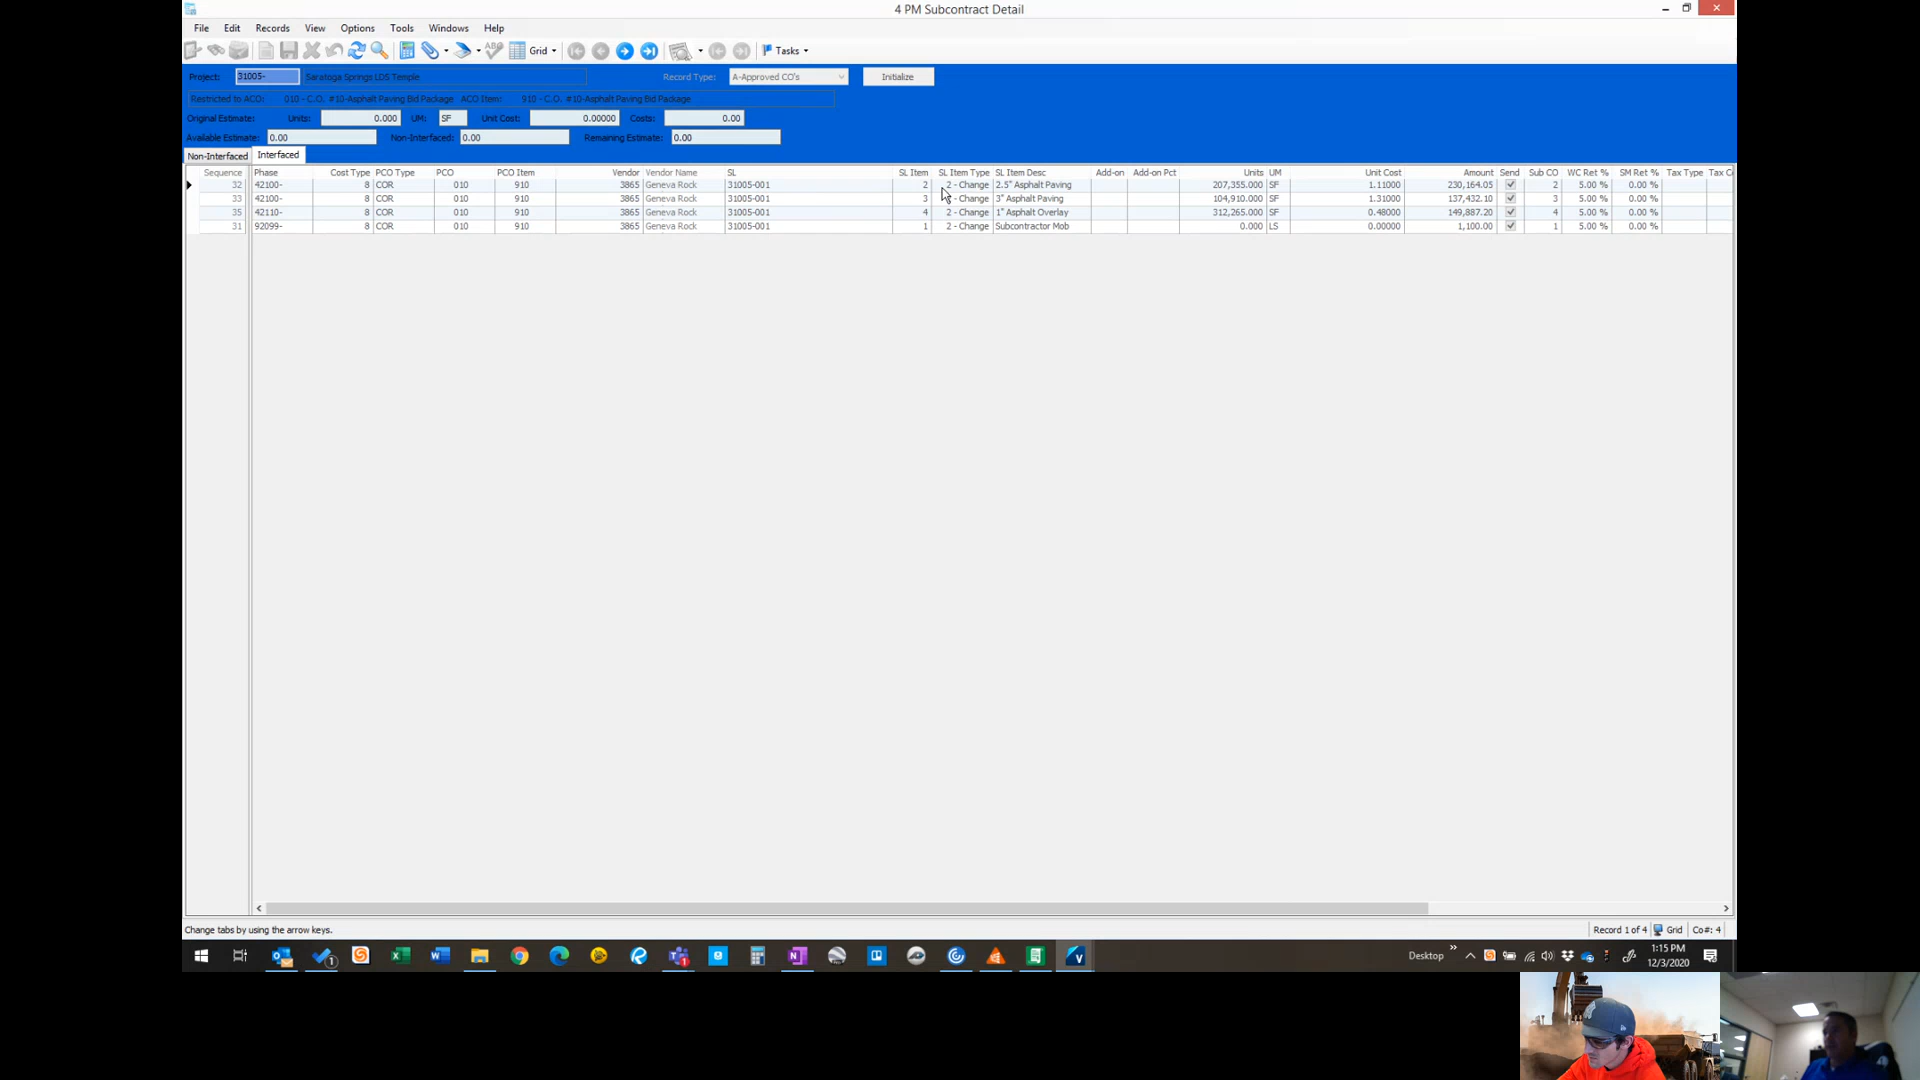 4 PM Subcontract Detail
File Edit Records View Options Tools Windows Help
Grid Tasks
Project: 31005- Saratoga Springs LDS Temple Record Type: A-Approved CO's Initialize
Restricted to ACO: 010 - C.O. #10-Asphalt Paving Bid Package ACO Item: 910 - C.O. #10-Asphalt Paving Bid Package
Original Estimate: Units: 0.000 UM: SF Unit Cost: 0.00000 Costs: 0.00
Available Estimate: 0.00 Non-Interfaced: 0.00 Remaining Estimate: 0.00
Non-Interfaced Interfaced
Sequence Phase Cost Type PCO Type PCO PCO Item Vendor Vendor Name SL SL Item SL Item Type SL Item Desc Add-on Add-on Pct Units UM Unit Cost Amount Send Sub CO WC Ret % SM Ret % Tax Type Tax C
32 42100- 8 COR 010 910 3865 Geneva Rock 31005-001 2 2 - Change 2.5" Asphalt Paving 207,355.000 SF 1.11000 230,164.05 2 5.00 % 0.00 %
33 42100- 8 COR 010 910 3865 Geneva Rock 31005-001 3 2 - Change 3" Asphalt Paving 104,910.000 SF 1.31000 137,432.10 3 5.00 % 0.00 %
35 42110- 8 COR 010 910 3865 Geneva Rock 31005-001 4 2 - Change 1" Asphalt Overlay 312,265.000 SF 0.48000 149,887.20 4 5.00 % 0.00 %
31 92099- 8 COR 010 910 3865 Geneva Rock 31005-001 1 2 - Change Subcontractor Mob 0.000 LS 0.00000 1,100.00 1 5.00 % 0.00 %
Change tabs by using the arrow keys. Record 1 of 4 Grid Co#: 4
Desktop 1:15 PM
12/3/2020